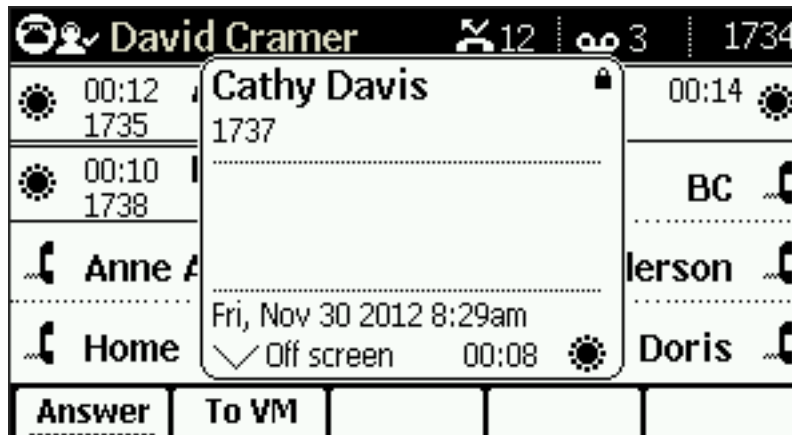 David Cramer 12 3 1734
Cathy Davis
1737
00:12
1735
00:14
00:10
1738
BC
Anne
lerson
Fri, Nov 30 2012 8:29am
Off screen 00:08
Home
Doris
Answer To VM